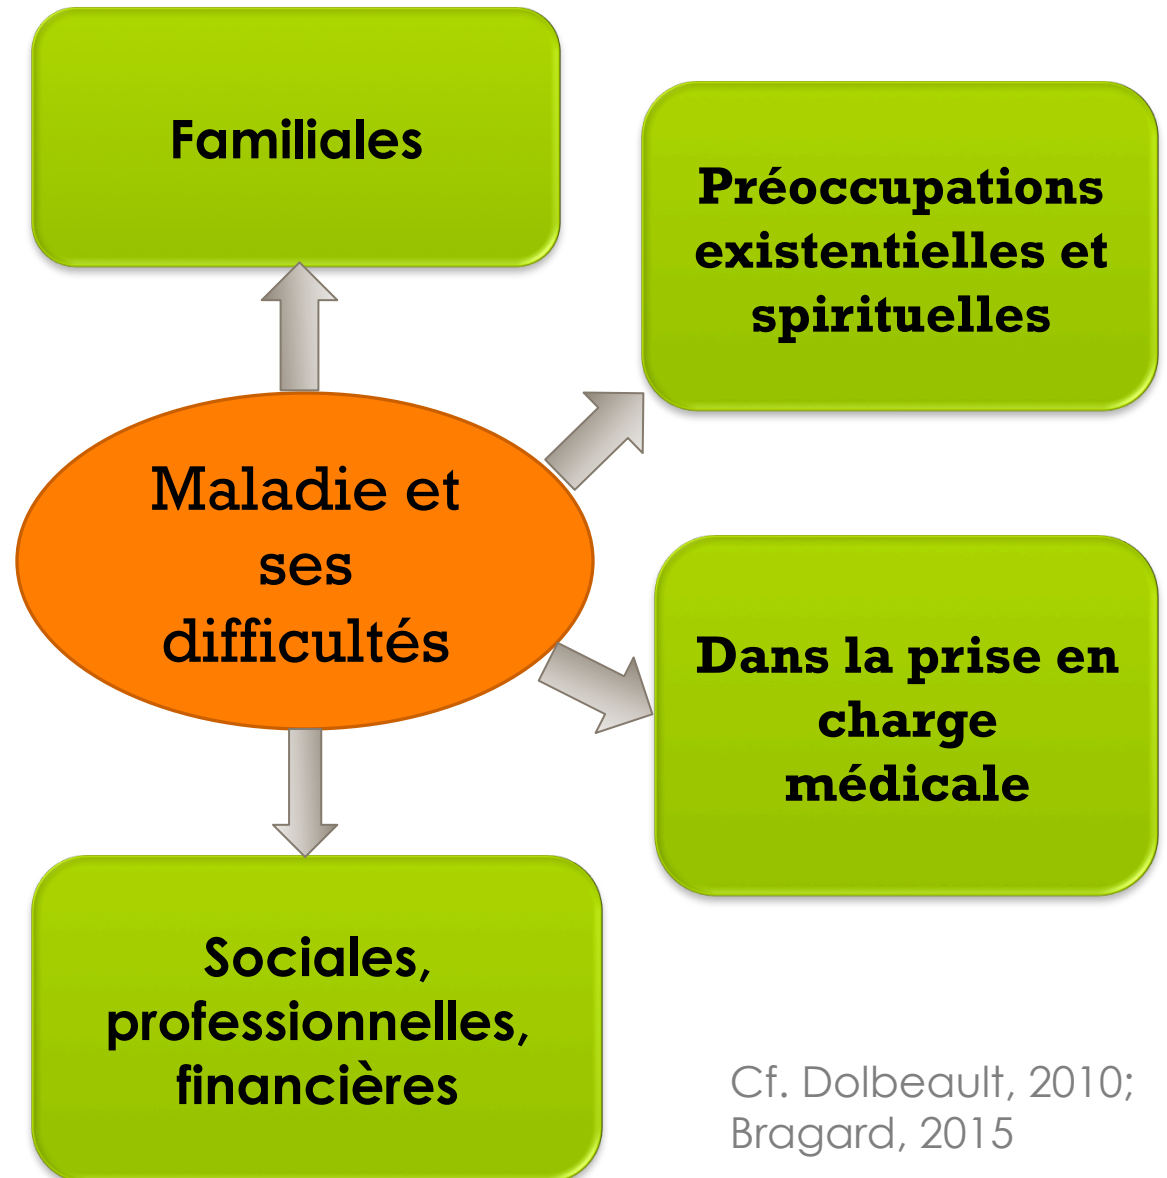 Familiales
Préoccupations
existentielles et
spirituelles
Maladie et
ses
difficultés
Dans la prise en
charge
médicale
Sociales,
professionnelles,
financières
Cf. Dolbeault, 2010;
Bragard, 2015